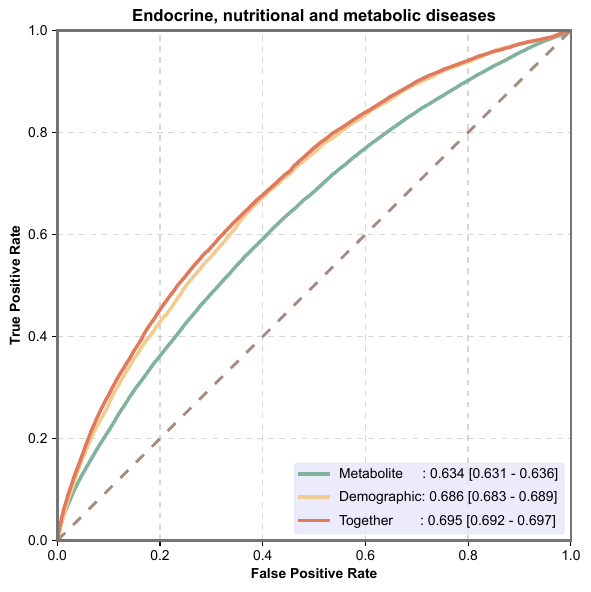 Endocrine, nutritional and metabolic diseases
True Positive Rate
1.0
0.8
0.6
0.4
0.2
0.0
Metabolite : 0.634 [0.631 - 0.636]
Demographic: 0.686 [0.683 - 0.689]
Together : 0.695 [0.692 - 0.697]
0.0 0.2 0.4 0.6 0.8 1.0
False Positive Rate